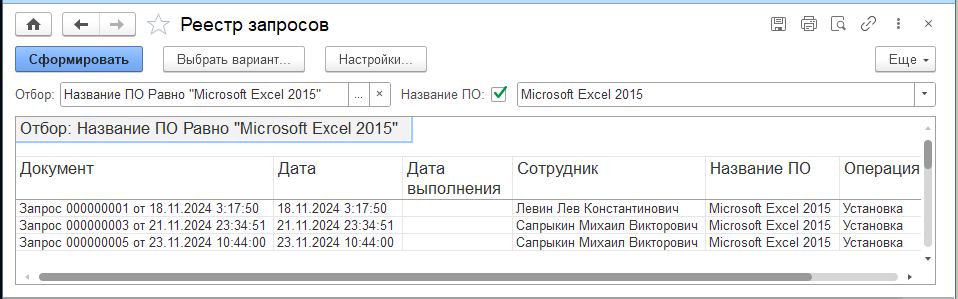 Реестр запросов
Сформировать Выбрать вариант... Настройки... Еще
Отбор: Название ПО Равно "Microsoft Excel 2015" ... × Название ПО: Microsoft Excel 2015
Отбор: Название ПО Равно "Microsoft Excel 2015"
Документ Дата Дата выполнения Сотрудник Название ПО Операция
Запрос 000000001 от 18.11.2024 3:17:50 18.11.2024 3:17:50 Левин Лев Константинович Microsoft Excel 2015 Установка
Запрос 000000003 от 21.11.2024 23:34:51 21.11.2024 23:34:51 Сапрыкин Михаил Викторович Microsoft Excel 2015 Установка
Запрос 000000005 от 23.11.2024 10:44:00 23.11.2024 10:44:00 Сапрыкин Михаил Викторович Microsoft Excel 2015 Установка